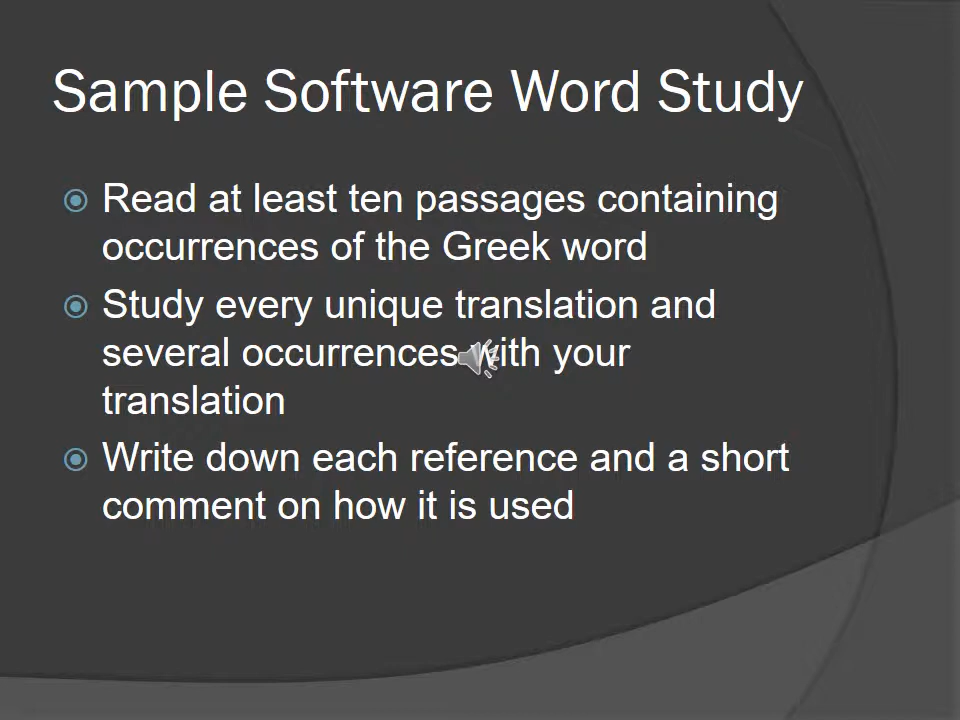 Sample Software Word Study
Read at least ten passages containing
occurrences of the Greek word
Study every unique translation and
several occurrences with your
translation
Write down each reference and a short
comment on how it is used